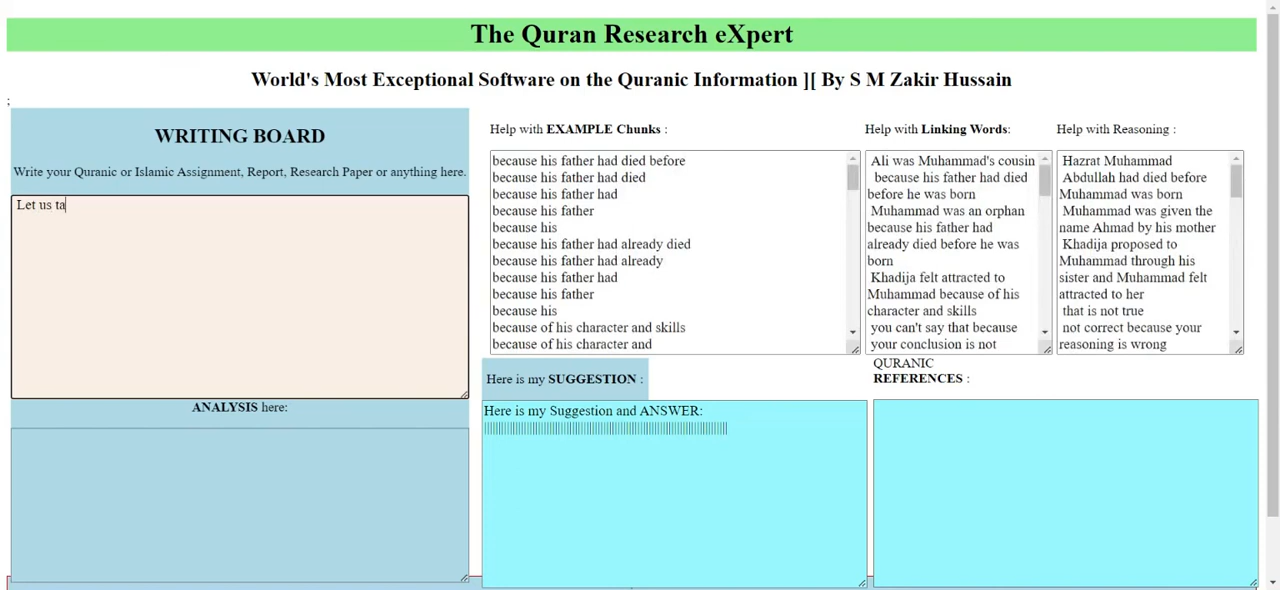 The Quran Research eXpert
World's Most Exceptional Software on the Quranic Information ][ By S M Zakir Hussain
;
WRITING BOARD
Write your Quranic or Islamic Assignment, Report, Research Paper or anything here.
Let us ta
ANALYSIS here:
Help with EXAMPLE Chunks :
because his father had died before
because his father had died
because his father had
because his father
because his
because his father had already died
because his father had already
because his father had
because his father
because his
because of his character and skills
because of his character and
Help with Linking Words:
Ali was Muhammad's cousin
because his father had died
before he was born
Muhammad was an orphan
because his father had
already died before he was
born
Khadija felt attracted to
Muhammad because of his
character and skills
you can't say that because
your conclusion is not
Help with Reasoning :
Hazrat Muhammad
Abdullah had died before
Muhammad was born
Muhammad was given the
name Ahmad by his mother
Khadija proposed to
Muhammad through his
sister and Muhammad felt
attracted to her
that is not true
not correct because your
reasoning is wrong
Here is my SUGGESTION :
Here is my Suggestion and ANSWER:
QURANIC
REFERENCES :